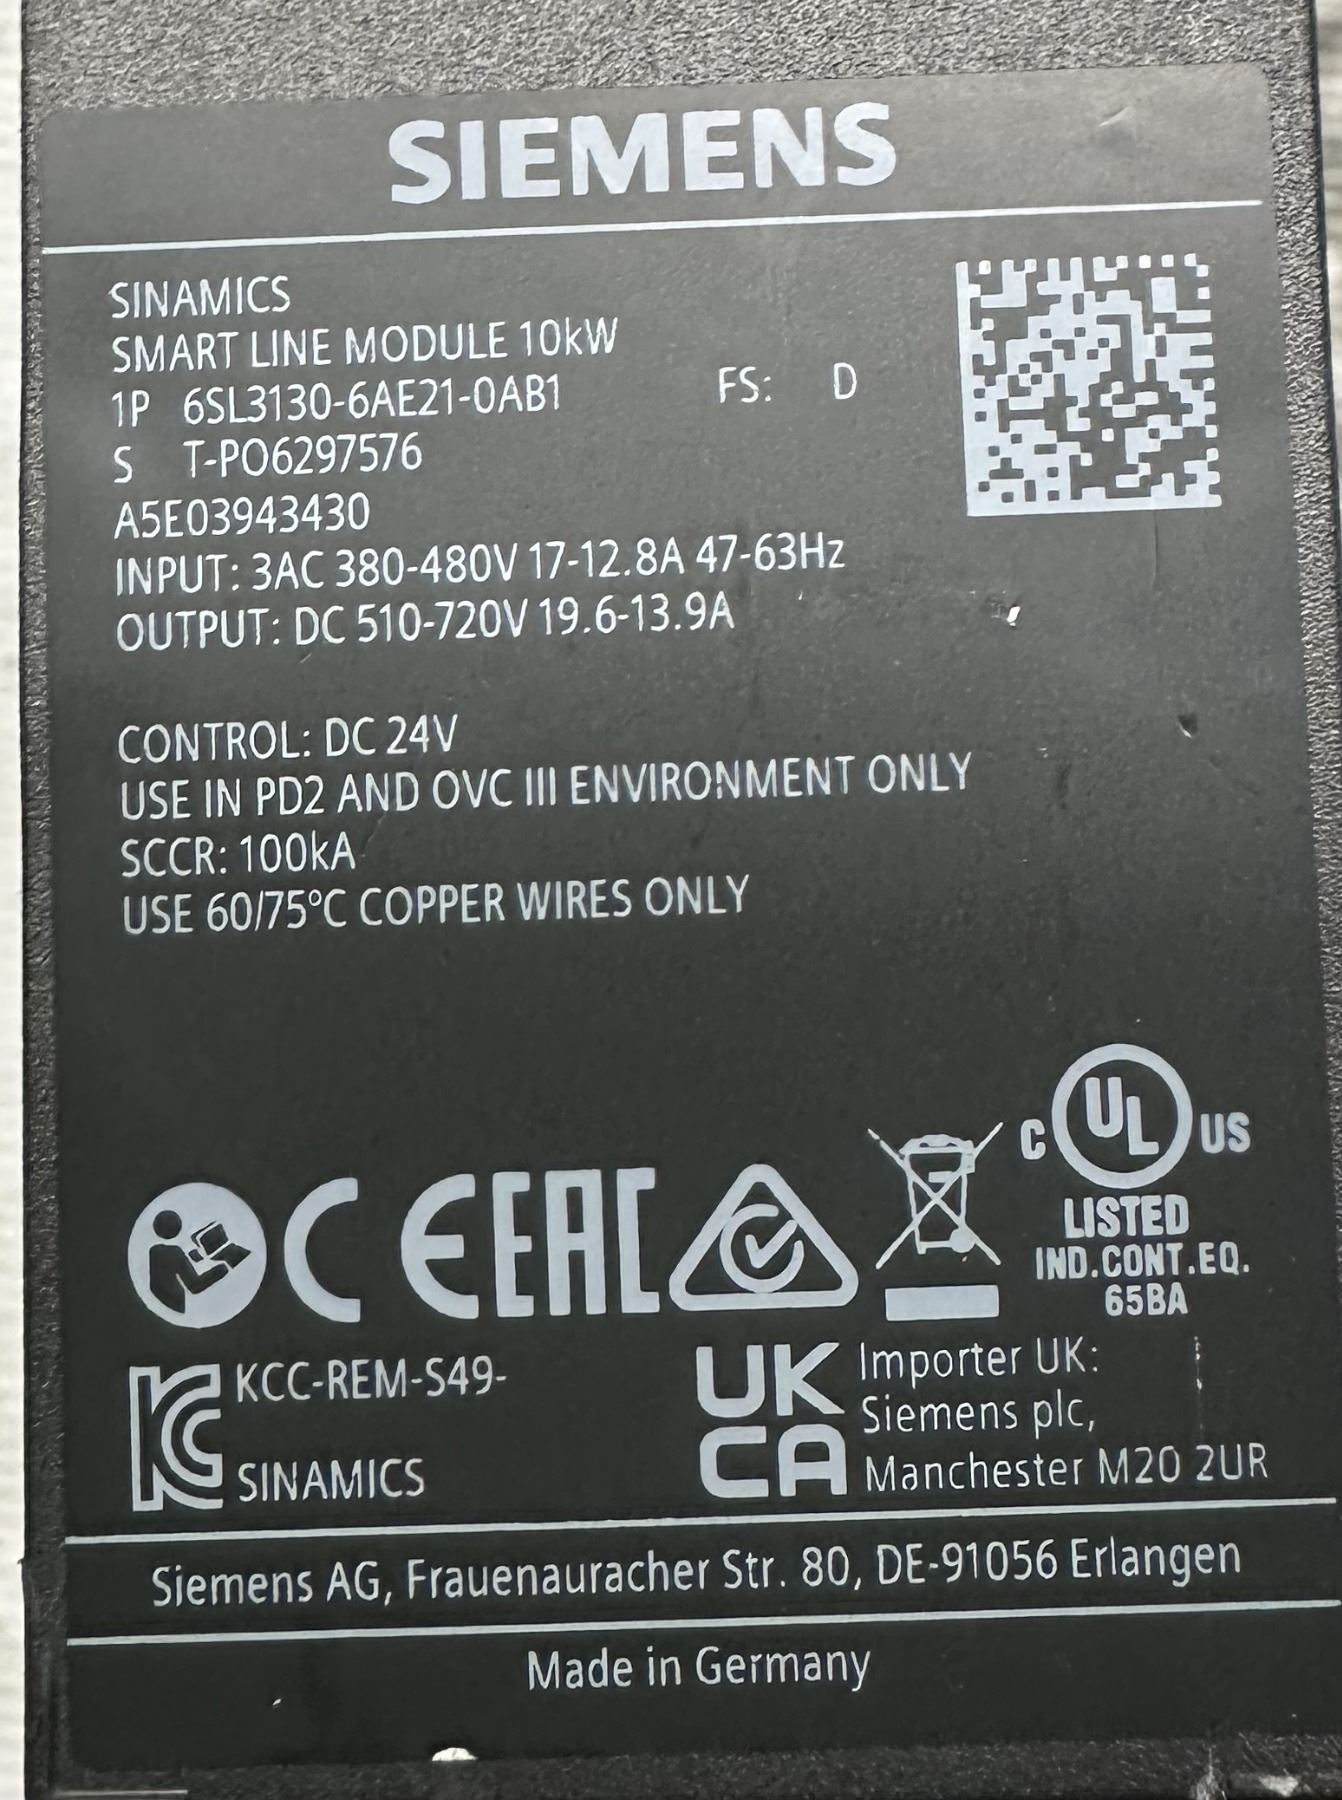 SIEMENS
SINAMICS
SMART LINE MODULE 10kW
1P 6SL3130-6AE21-0AB1 FS: D
S T-PO6297576
A5E03943430
INPUT: 3AC 380-480V 17-12.8A 47-63Hz
OUTPUT: DC 510-720V 19.6-13.9A
CONTROL: DC 24V
USE IN PD2 AND OVC III ENVIRONMENT ONLY
SCCR: 100kA
USE 60/75°C COPPER WIRES ONLY
C UL US
LISTED
IND.CONT.EQ.
65BA
CE EAC
KCC-REM-S49-
SINAMICS
UK
CA
Importer UK:
Siemens plc,
Manchester M20 2UR
Siemens AG, Frauenauracher Str. 80, DE-91056 Erlangen
Made in Germany